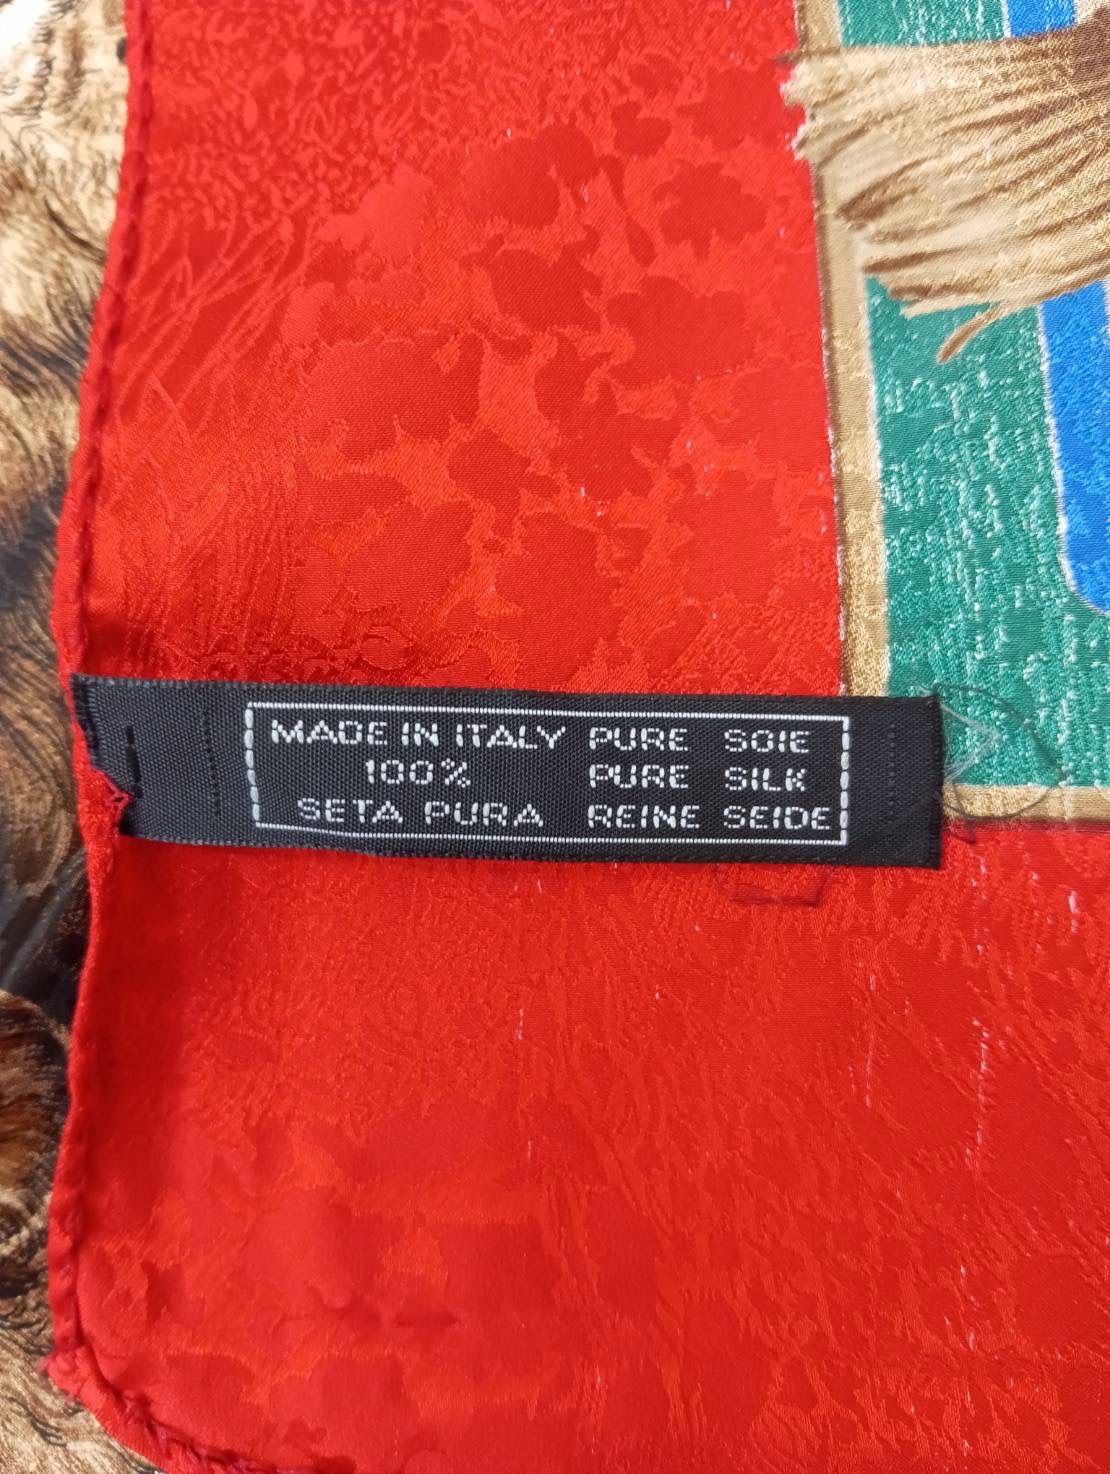 MADE IN ITALY PURE SOIE
100% PURE SILK
SETA PURA REINE SEIDE